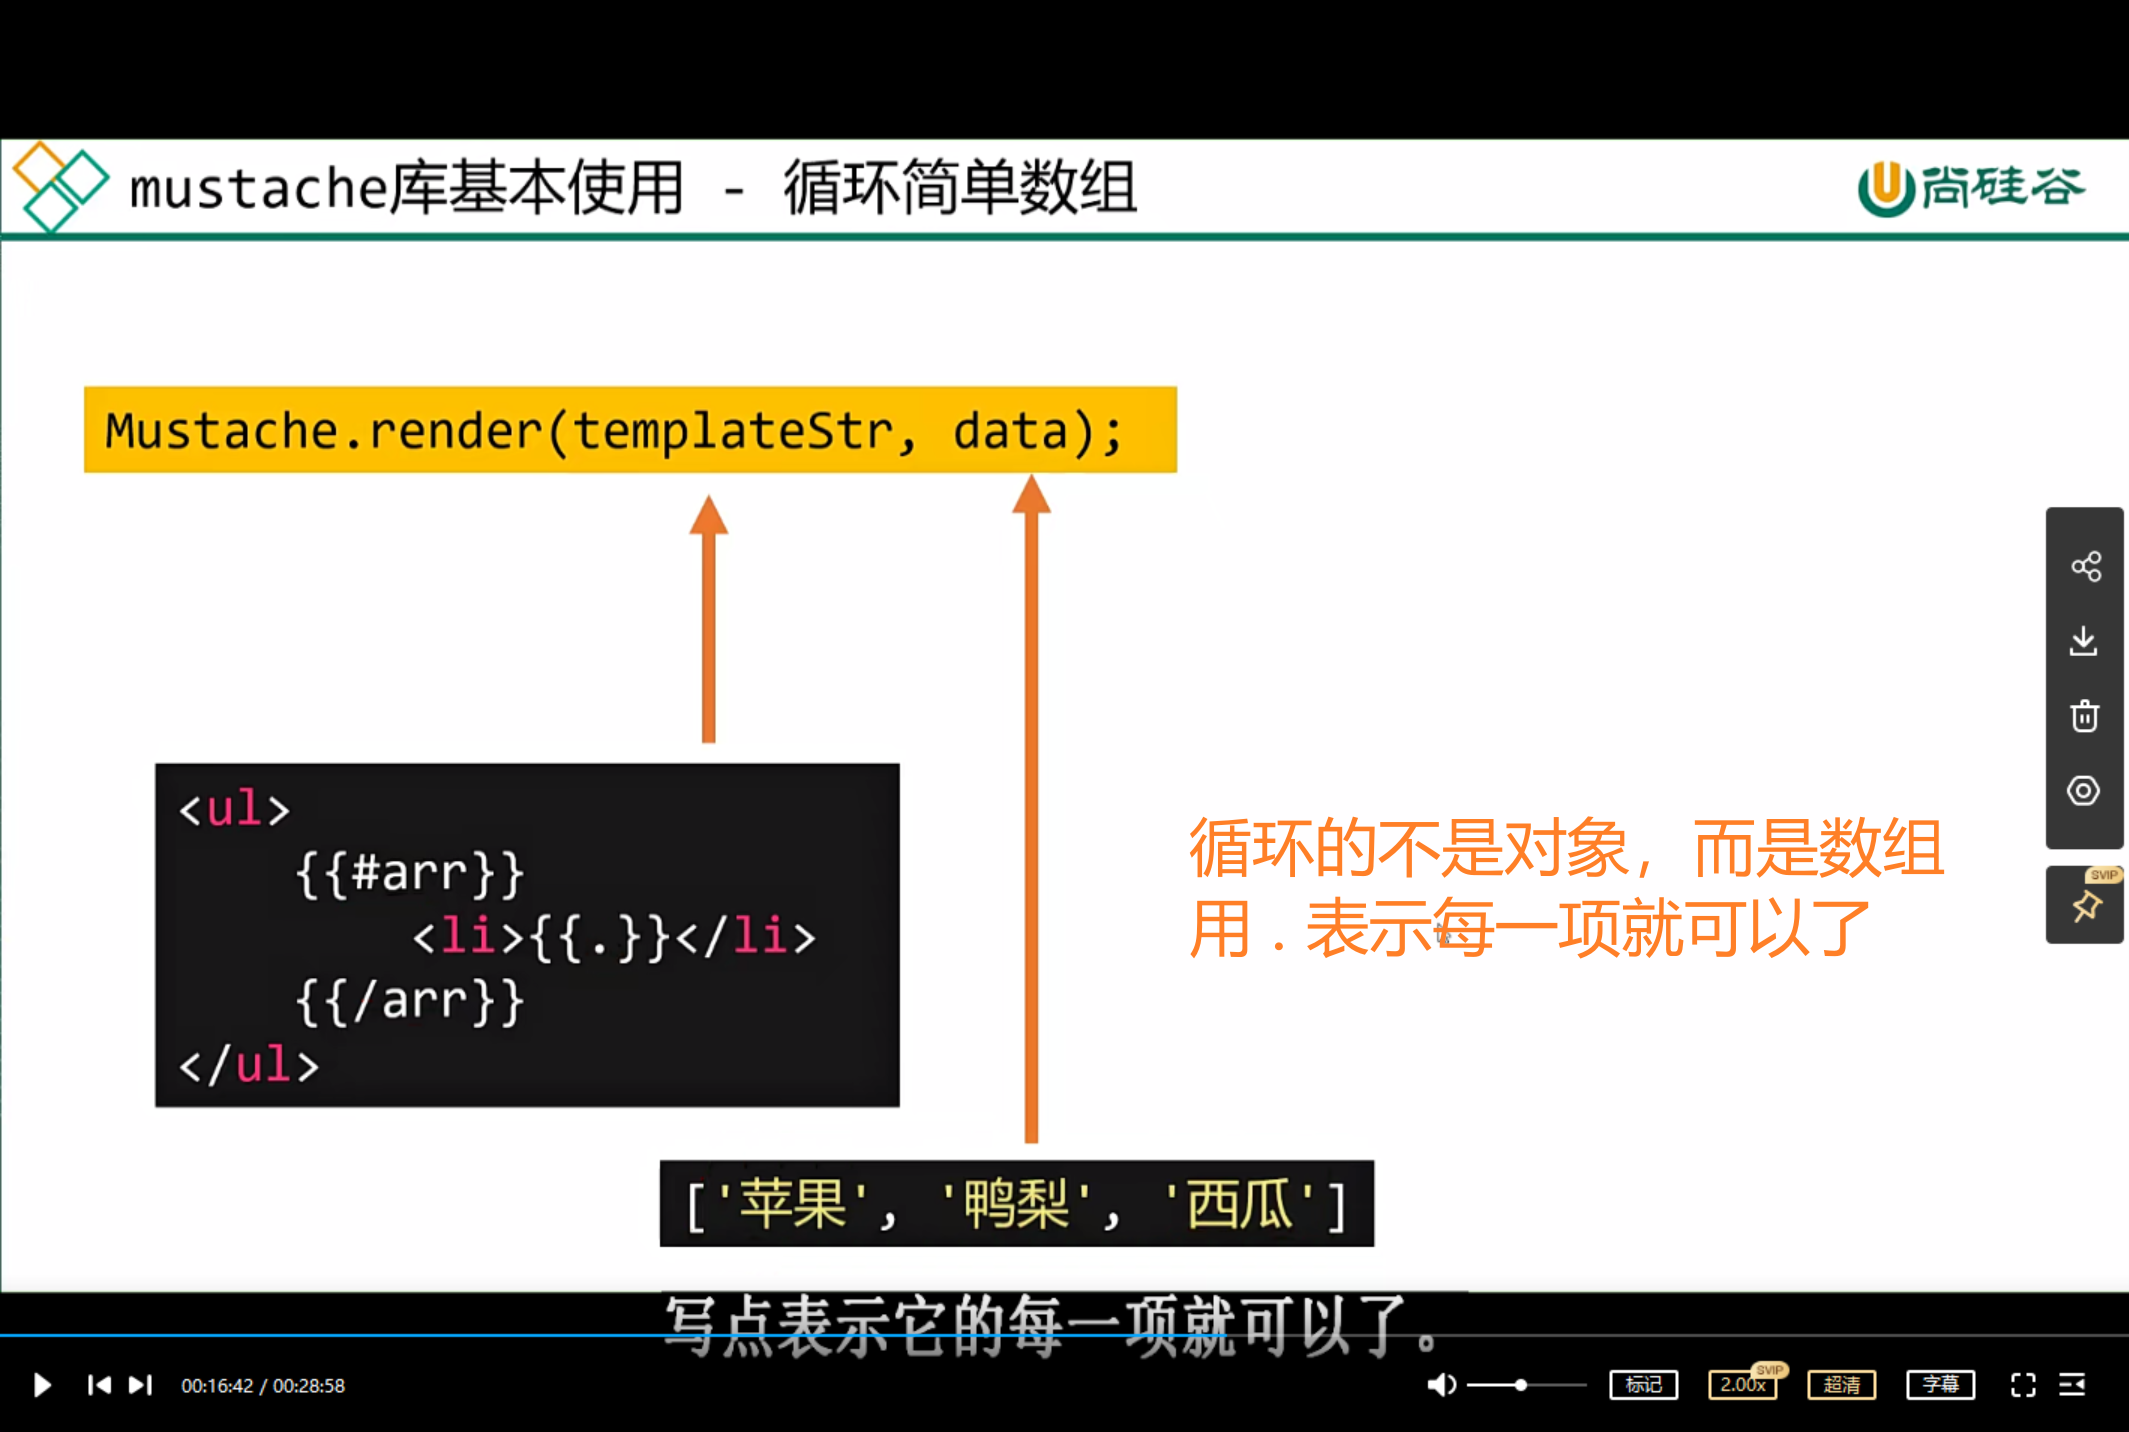 mustache库基本使用 - 循环简单数组
尚硅谷
Mustache.render(templateStr, data);
<ul>
{{#arr}}
<li>{{.}}</li>
{{/arr}}
</ul>
循环的不是对象，而是数组
用 . 表示每一项就可以了
SVIP
['苹果', '鸭梨', '西瓜']
写点表示它的每一项就可以了。
00:16:42 / 00:28:58
标记
2.00x
SVIP
超清
字幕